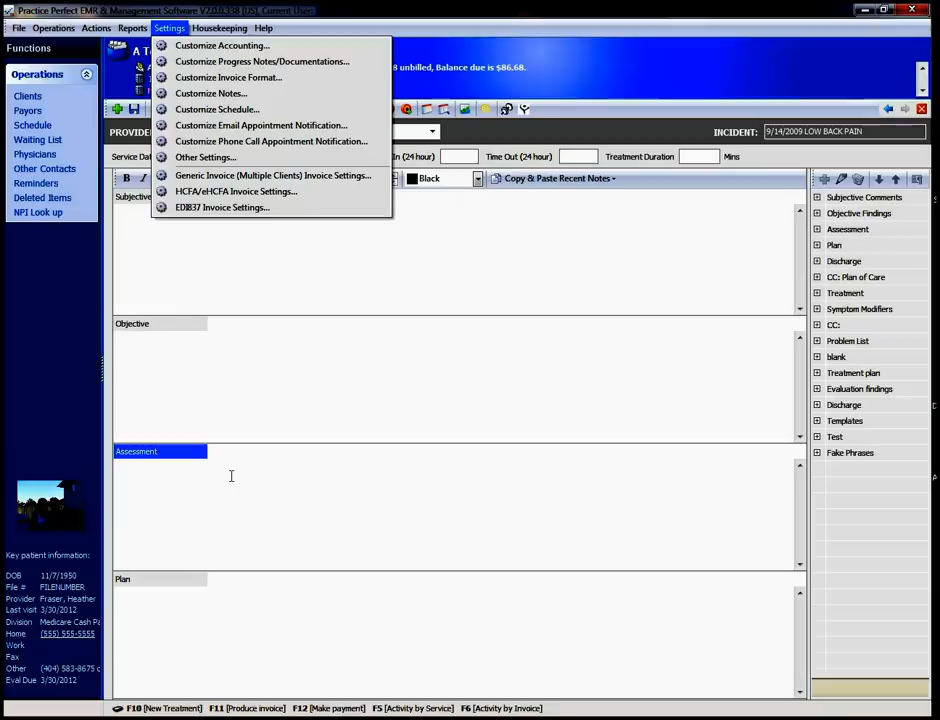 Practice Perfect EMR & Management Software V2.0.0.338 [US], Current User:
File Operations Actions Reports Settings Housekeeping Help
Functions
Operations
Clients
Payors
Schedule
Waiting List
Physicians
Other Contacts
Reminders
Deleted Items
NPI Look up
Key patient information:
DOB 11/7/1950
File # FILENUMBER
Provider Fraser, Heather
Last visit 3/30/2012
Division Medicare Cash Pa
Home (555) 555-5555
Work
Fax
Other (404) 583-8675 c
Eval Due 3/30/2012
Customize Accounting...
Customize Progress Notes/Documentations...
Customize Invoice Format...
Customize Notes...
Customize Schedule...
Customize Email Appointment Notification...
Customize Phone Call Appointment Notification...
Other Settings...
Generic Invoice (Multiple Clients) Invoice Settings...
HCFA/eHCFA Invoice Settings...
EDI837 Invoice Settings...
A T
8 unbilled, Balance due is $86.68.
PROVIDE
INCIDENT: 9/14/2009 LOW BACK PAIN
Service Da
In (24 hour) Time Out (24 hour) Treatment Duration Mins
B I Black Copy & Paste Recent Notes
Subjective
Objective
Assessment
Plan
Subjective Comments
Objective Findings
Assessment
Plan
Discharge
CC: Plan of Care
Treatment
Symptom Modifiers
CC:
Problem List
blank
Treatment plan
Evaluation findings
Discharge
Templates
Test
Fake Phrases
F10 [New Treatment] F11 [Produce invoice] F12 [Make payment] F5 [Activity by Service] F6 [Activity by Invoice]